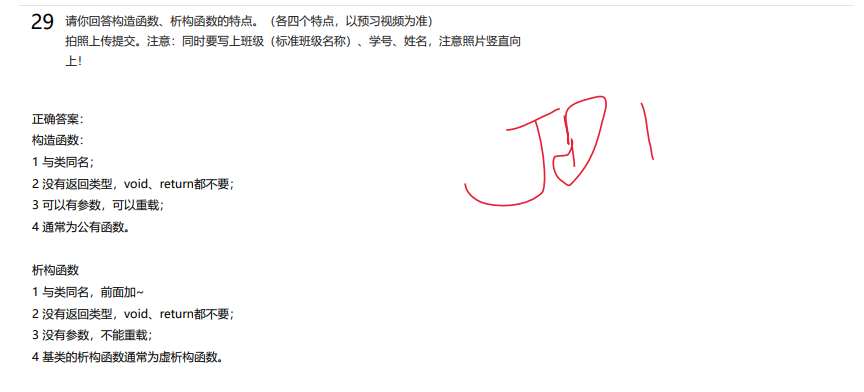 29 请你回答构造函数、析构函数的特点。（各四个特点，以预习视频为准）
拍照上传提交。注意：同时要写上班级（标准班级名称）、学号、姓名，注意照片竖直向
上！
正确答案：
构造函数：
1 与类同名；
2 没有返回类型，void、return都不要；
3 可以有参数，可以重载；
4 通常为公有函数。
析构函数
1 与类同名，前面加~
2 没有返回类型，void、return都不要；
3 没有参数，不能重载；
4 基类的析构函数通常为虚析构函数。